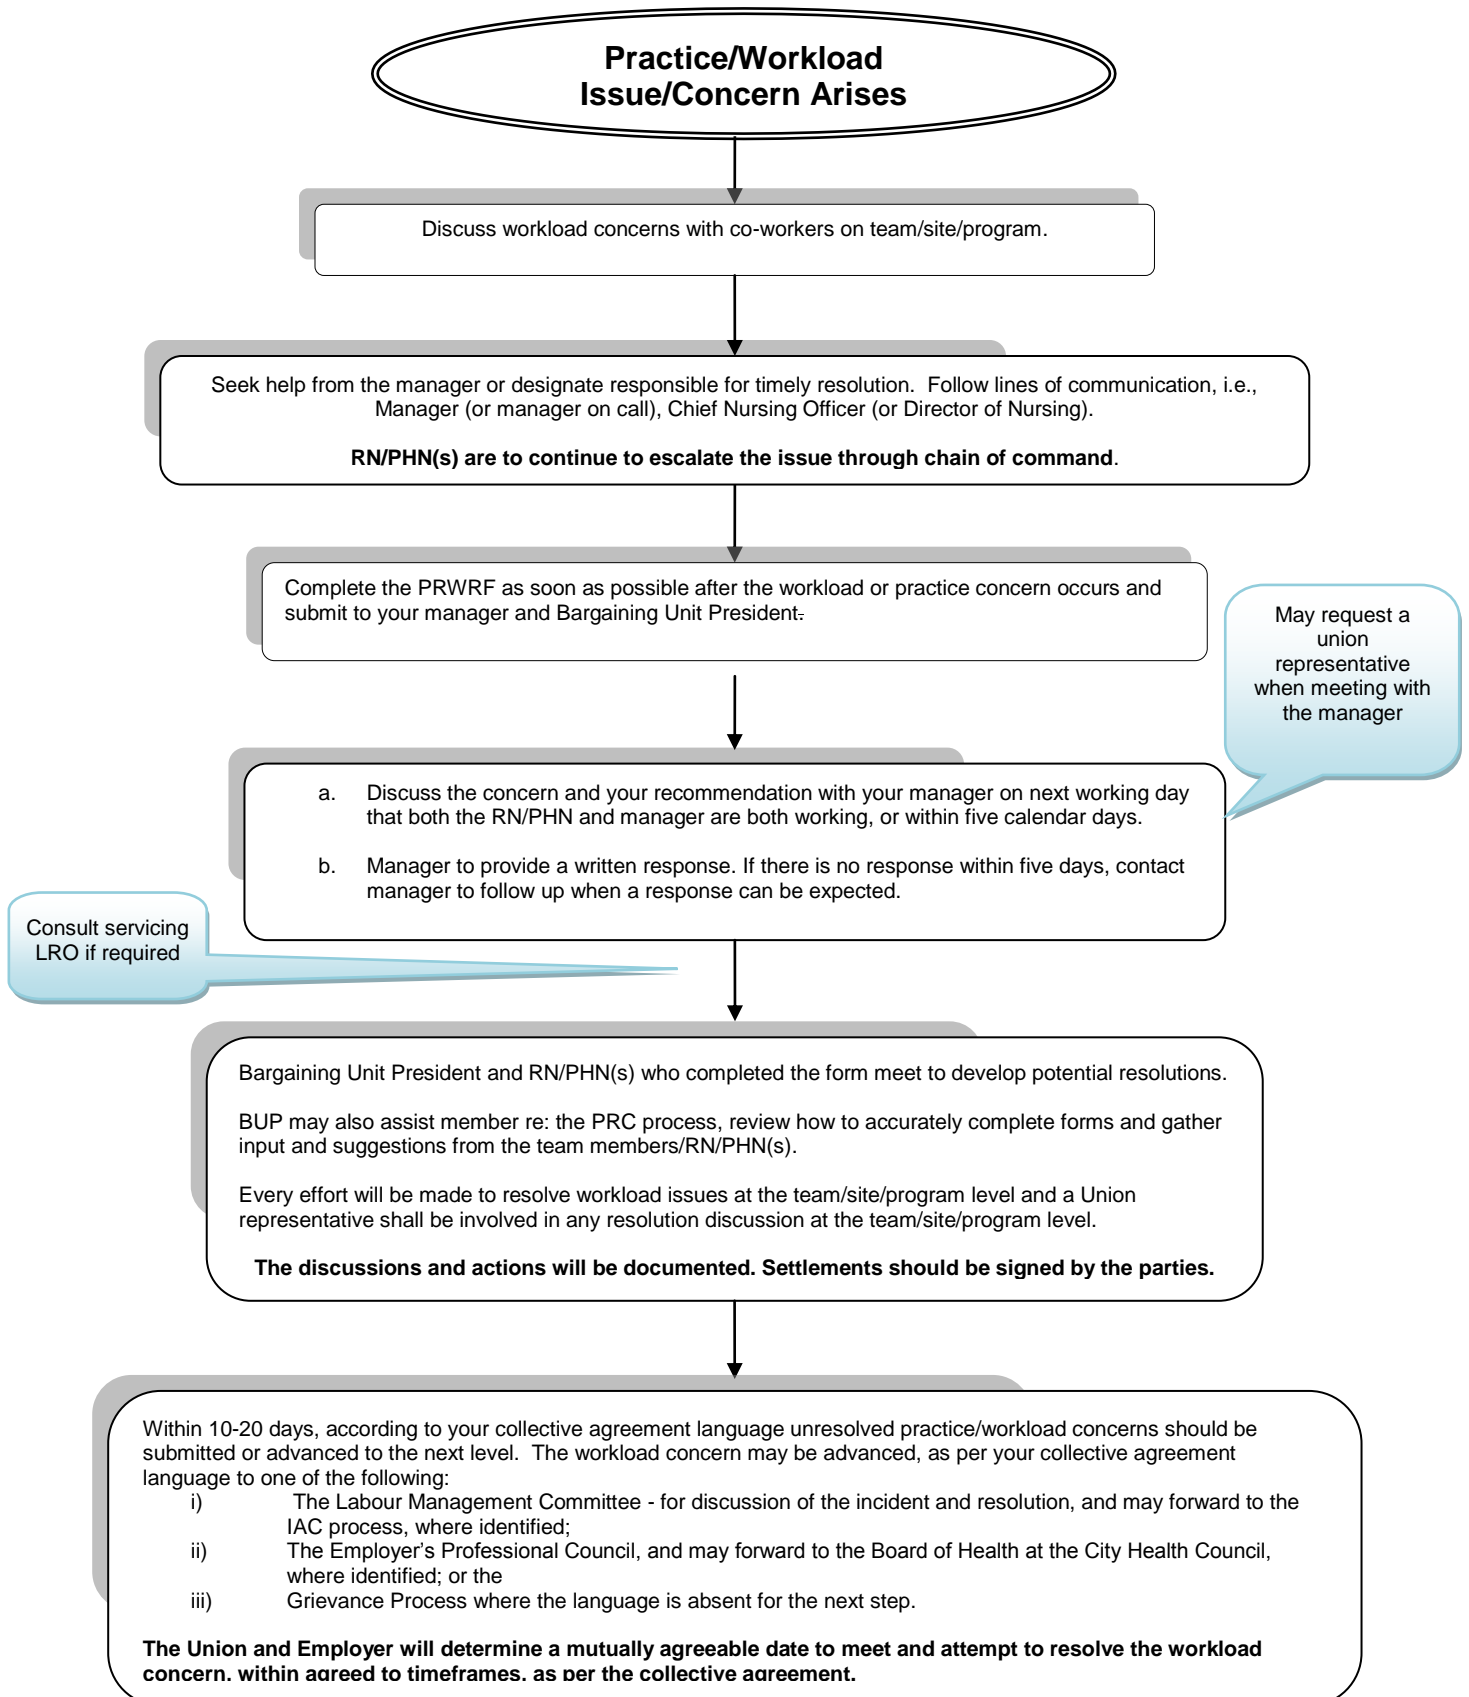 Practice/Workload
Issue/Concern Arises
Discuss workload concerns with co-workers on team/site/program.
Seek help from the manager or designate responsible for timely resolution.  Follow lines of communication, i.e.,
Manager (or manager on call), Chief Nursing Officer (or Director of Nursing).
RN/PHN(s) are to continue to escalate the issue through chain of command.
Complete the PRWRF as soon as possible after the workload or practice concern occurs and
submit to your manager and Bargaining Unit President.
May request a
union
representative
when meeting with
the manager
a. Discuss the concern and your recommendation with your manager on next working day
that both the RN/PHN and manager are both working, or within five calendar days.
b. Manager to provide a written response. If there is no response within five days, contact
manager to follow up when a response can be expected.
Consult servicing
LRO if required
Bargaining Unit President and RN/PHN(s) who completed the form meet to develop potential resolutions.
BUP may also assist member re: the PRC process, review how to accurately complete forms and gather
input and suggestions from the team members/RN/PHN(s).
Every effort will be made to resolve workload issues at the team/site/program level and a Union
representative shall be involved in any resolution discussion at the team/site/program level.
The discussions and actions will be documented. Settlements should be signed by the parties.
Within 10-20 days, according to your collective agreement language unresolved practice/workload concerns should be
submitted or advanced to the next level.  The workload concern may be advanced, as per your collective agreement
language to one of the following:
i) The Labour Management Committee - for discussion of the incident and resolution, and may forward to the
IAC process, where identified;
ii) The Employer's Professional Council, and may forward to the Board of Health at the City Health Council,
where identified; or the
iii) Grievance Process where the language is absent for the next step.
The Union and Employer will determine a mutually agreeable date to meet and attempt to resolve the workload
concern, within agreed to timeframes, as per the collective agreement.